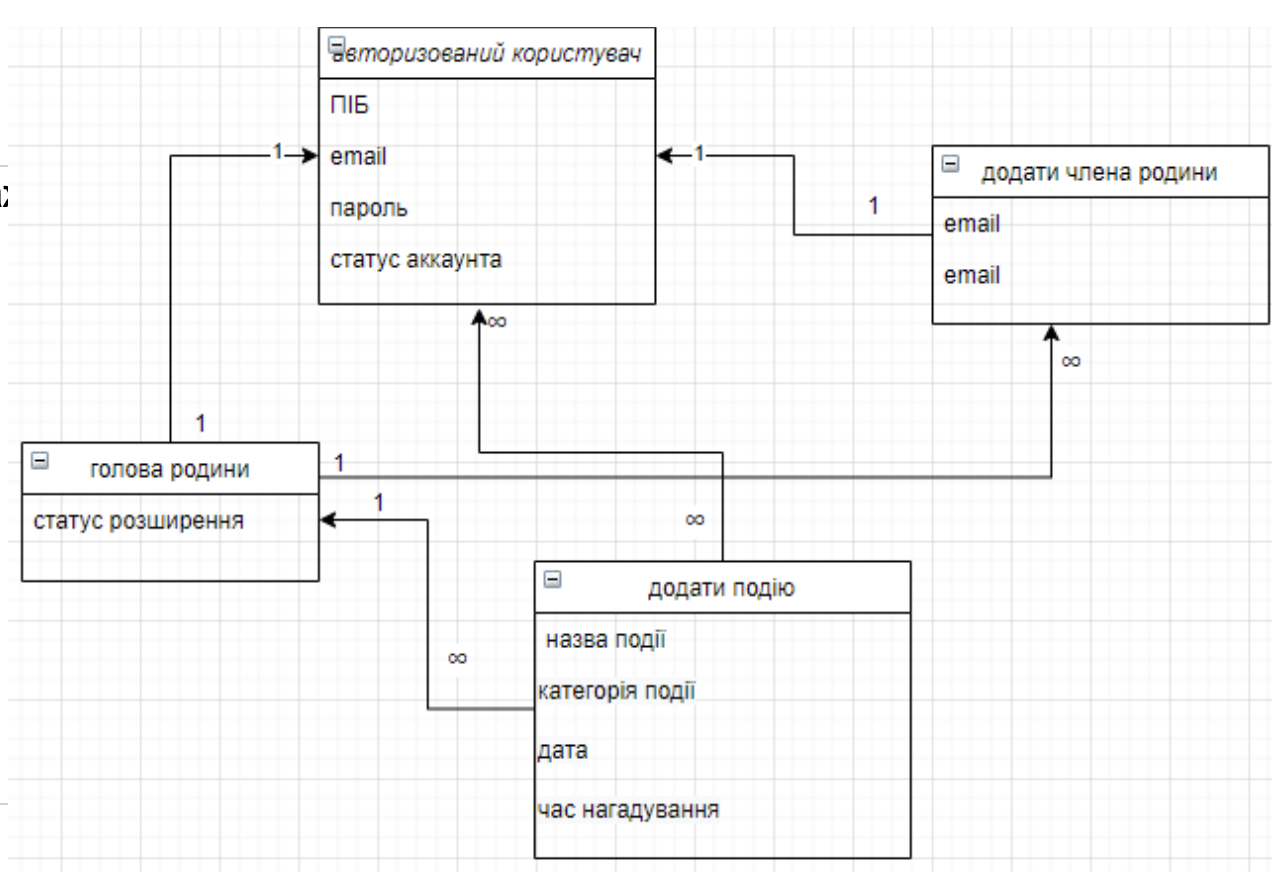 авторизований користувач
ПІБ
email
пароль
статус аккаунта
1
1
1
додати члена родини
email
email
∞
∞
1
голова родини
статус розширення
1
1
∞
∞
додати подію
назва події
категорія події
дата
час нагадування